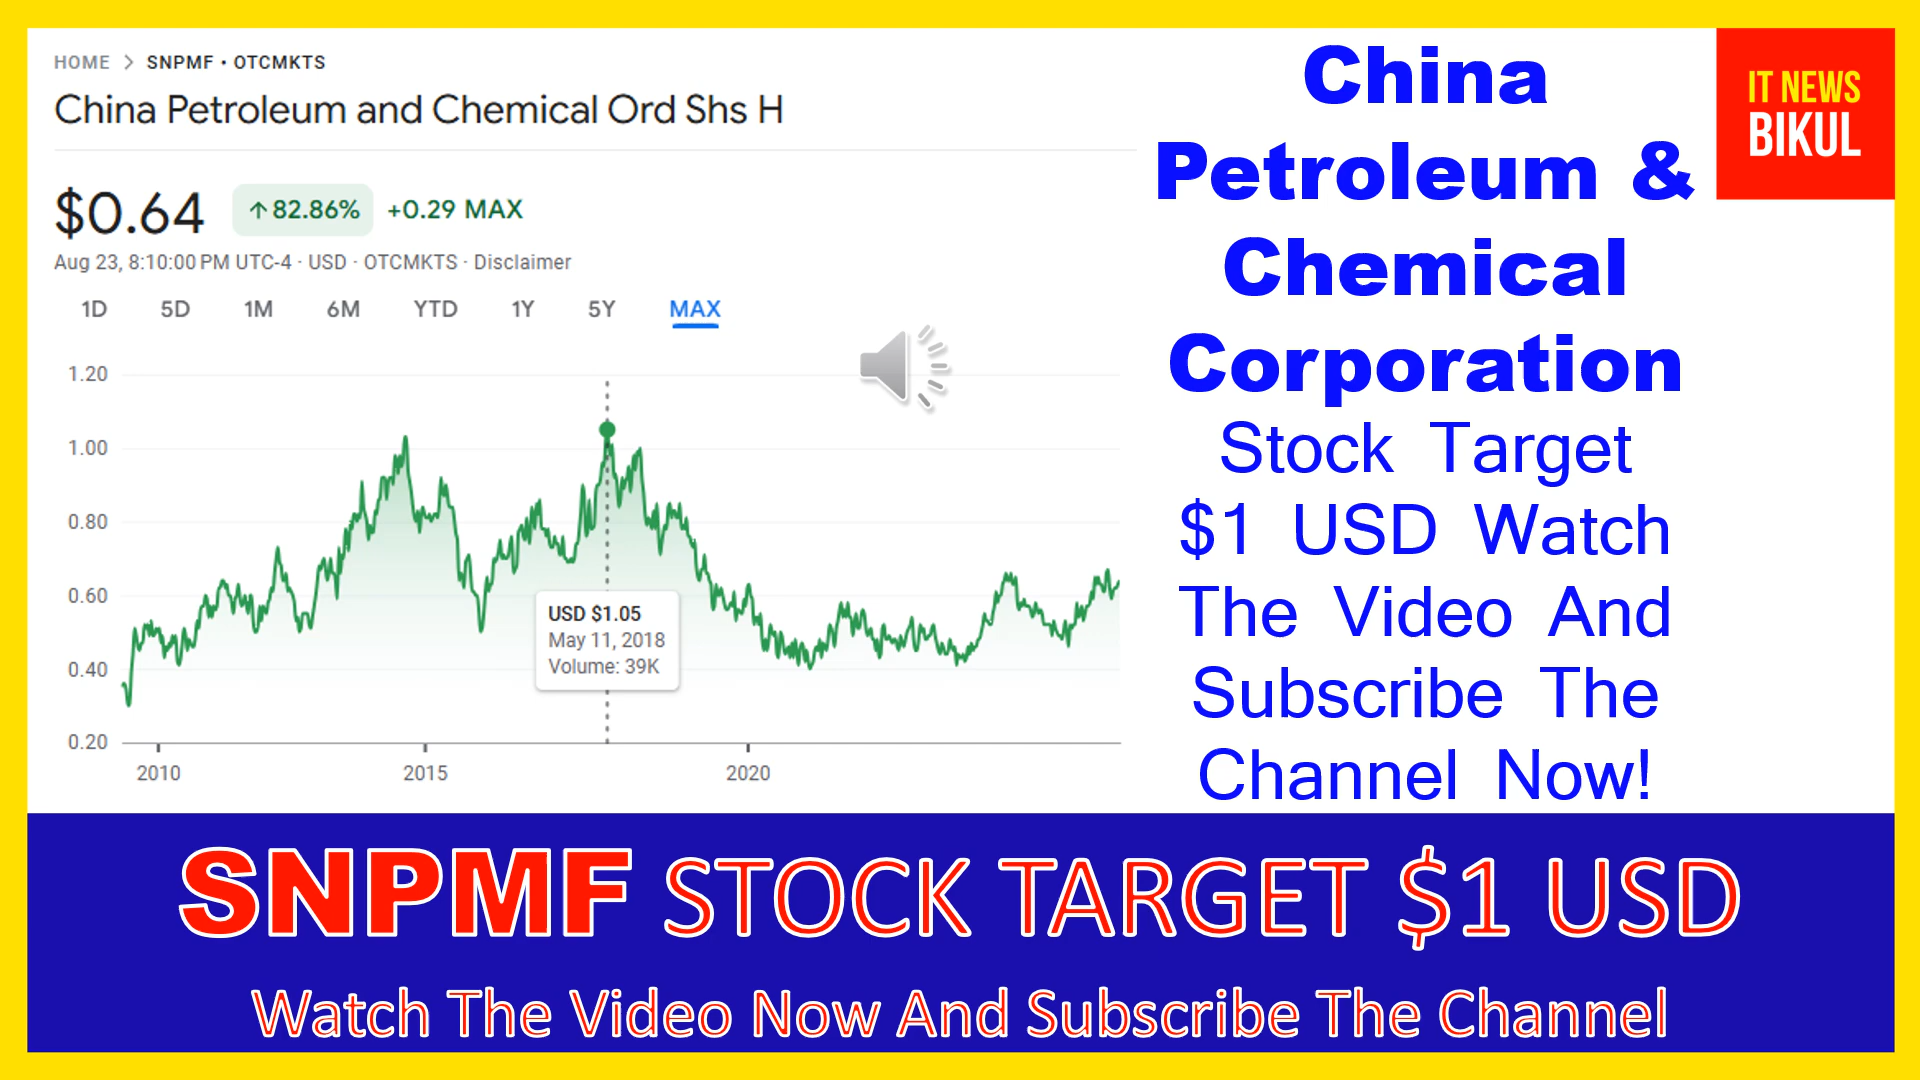 HOME > SNPMF • OTCMKTS
China Petroleum and Chemical Ord Shs H
$0.64 ↑82.86% +0.29 MAX
Aug 23, 8:10:00 PM UTC-4 · USD · OTCMKTS · Disclaimer
1D 5D 1M 6M YTD 1Y 5Y MAX
1.20
1.00
0.80
0.60
0.40
0.20
USD $1.05
May 11, 2018
Volume: 39K
2010 2015 2020
China
Petroleum &
Chemical
Corporation
Stock Target
$1 USD Watch
The Video And
Subscribe The
Channel Now!
IT NEWS
BIKUL
SNPMF STOCK TARGET $1 USD
Watch The Video Now And Subscribe The Channel